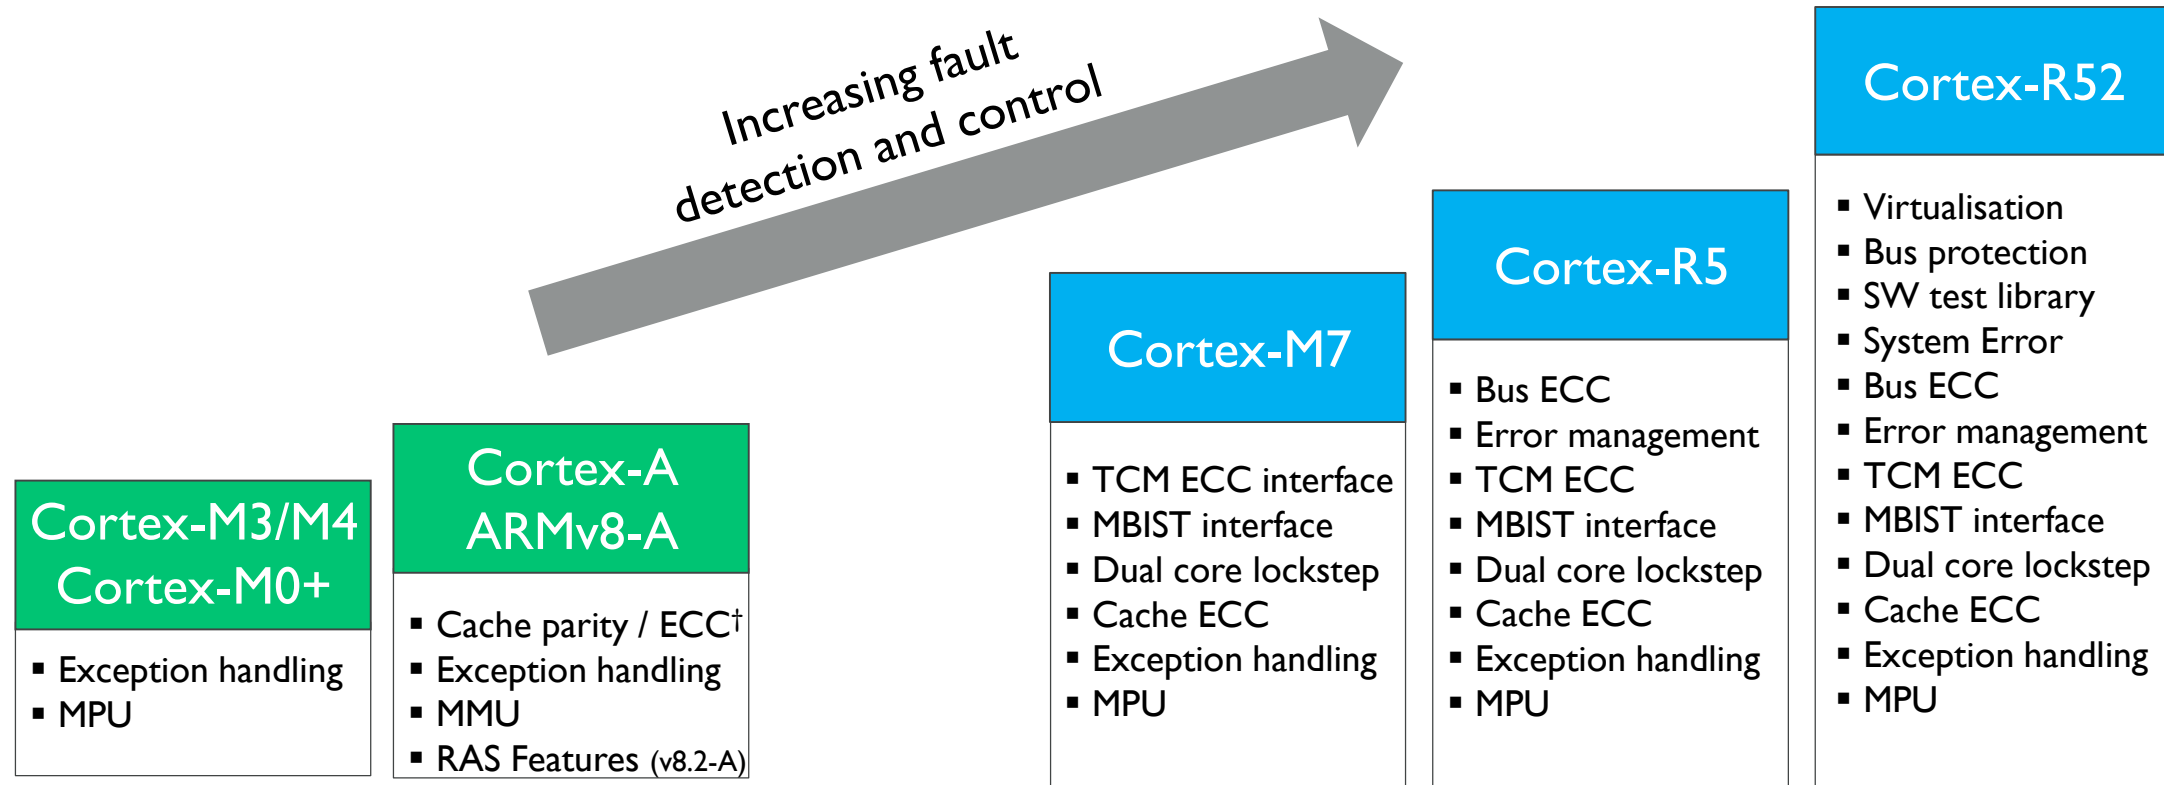 Increasing fault
detection and control
Cortex-M3/M4
Cortex-M0+
▪ Exception handling
▪ MPU
Cortex-A
ARMv8-A
▪ Cache parity / ECC†
▪ Exception handling
▪ MMU
▪ RAS Features (v8.2-A)
Cortex-M7
▪ TCM ECC interface
▪ MBIST interface
▪ Dual core lockstep
▪ Cache ECC
▪ Exception handling
▪ MPU
Cortex-R5
▪ Bus ECC
▪ Error management
▪ TCM ECC
▪ MBIST interface
▪ Dual core lockstep
▪ Cache ECC
▪ Exception handling
▪ MPU
Cortex-R52
▪ Virtualisation
▪ Bus protection
▪ SW test library
▪ System Error
▪ Bus ECC
▪ Error management
▪ TCM ECC
▪ MBIST interface
▪ Dual core lockstep
▪ Cache ECC
▪ Exception handling
▪ MPU